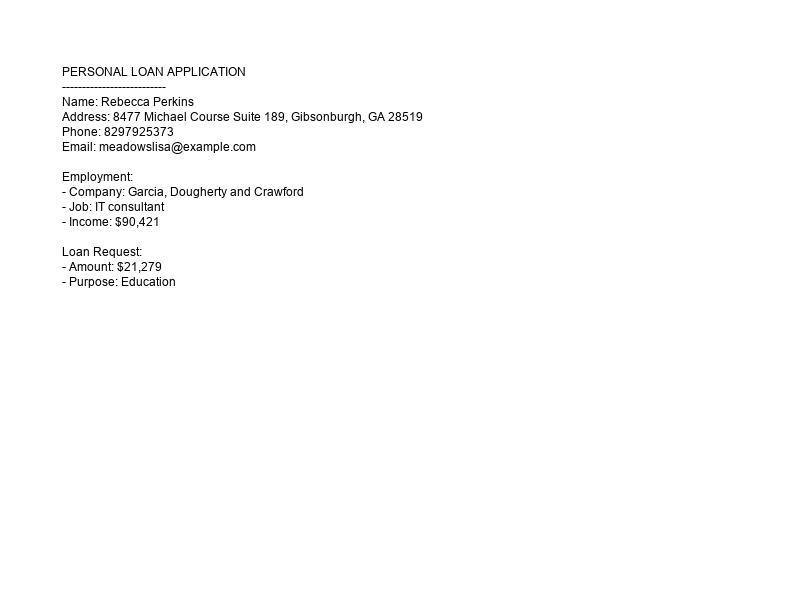 PERSONAL LOAN APPLICATION
--------------------------
Name: Rebecca Perkins
Address: 8477 Michael Course Suite 189, Gibsonburgh, GA 28519
Phone: 8297925373
Email: meadowslisa@example.com
Employment:
- Company: Garcia, Dougherty and Crawford
- Job: IT consultant
- Income: $90,421
Loan Request:
- Amount: $21,279
- Purpose: Education